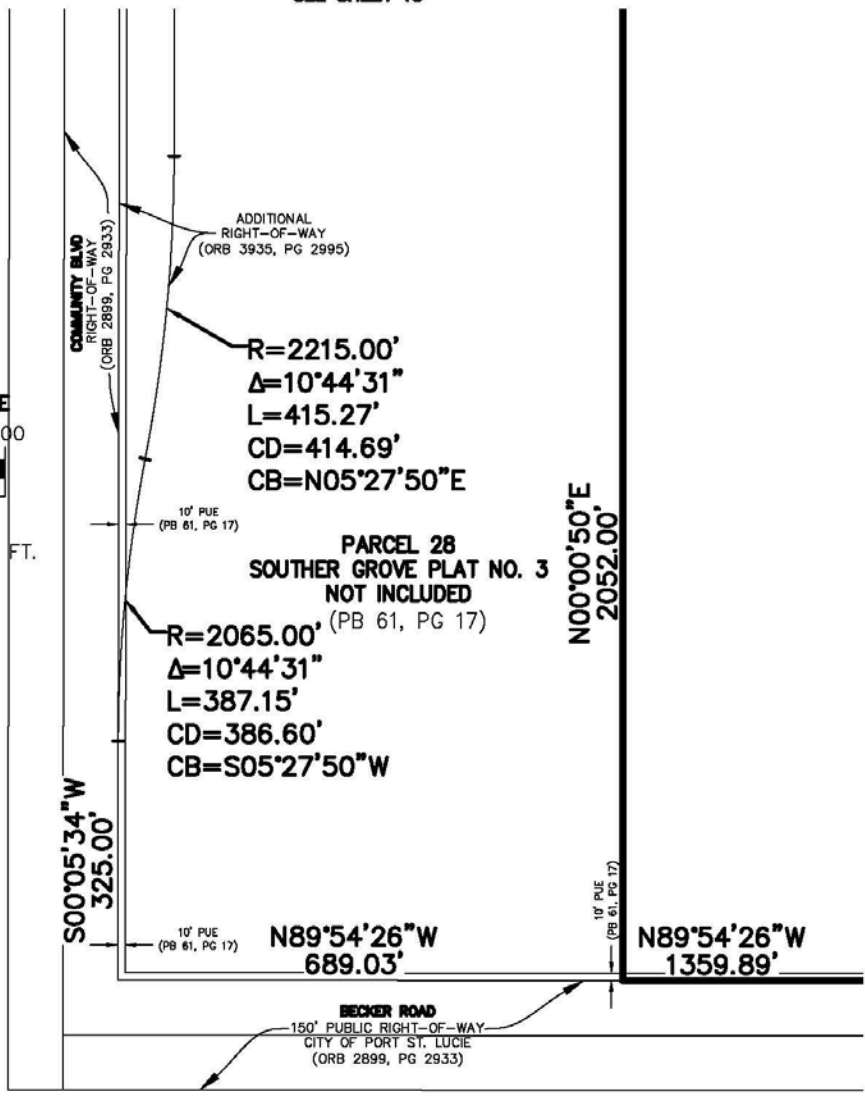 COMMUNITY BLVD
RIGHT-OF-WAY
(ORB 2899, PG 2933)
ADDITIONAL
RIGHT-OF-WAY
(ORB 3935, PG 2995)
R=2215.00'
Δ=10°44'31"
L=415.27'
CD=414.69'
CB=N05°27'50"E
E
00
FT.
10' PUE
(PB 61, PG 17)
PARCEL 28
SOUTHER GROVE PLAT NO. 3
NOT INCLUDED
(PB 61, PG 17)
N00°00'50"E
2052.00'
R=2065.00'
Δ=10°44'31"
L=387.15'
CD=386.60'
CB=S05°27'50"W
S00°05'34"W
325.00'
10' PUE
(PB 61, PG 17)
N89°54'26"W
689.03'
10' PUE
(PB 61, PG 17)
N89°54'26"W
1359.89'
BECKER ROAD
150' PUBLIC RIGHT-OF-WAY
CITY OF PORT ST. LUCIE
(ORB 2899, PG 2933)